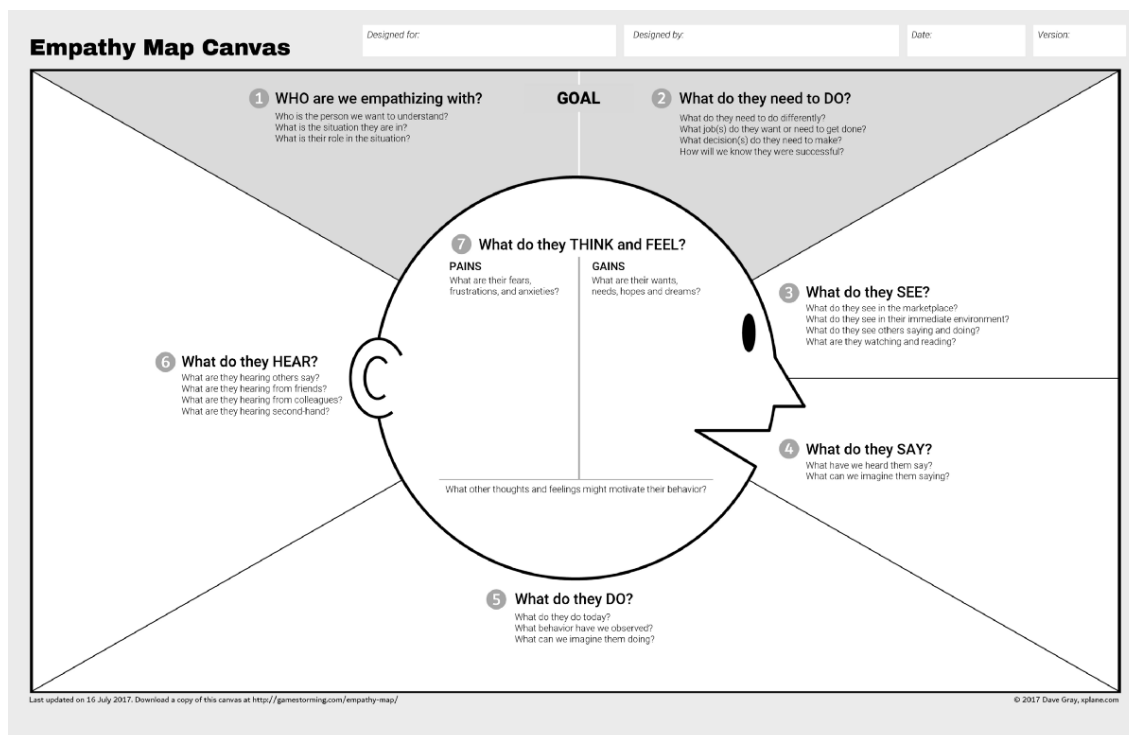 Empathy Map Canvas
Designed for:
Designed by:
Date:
Version:
1 WHO are we empathizing with?
Who is the person we want to understand?
What is the situation they are in?
What is their role in the situation?
GOAL
2 What do they need to DO?
What do they need to do differently?
What job(s) do they want or need to get done?
What decision(s) do they need to make?
How will we know they were successful?
7 What do they THINK and FEEL?
PAINS
What are their fears,
frustrations, and anxieties?
GAINS
What are their wants,
needs, hopes and dreams?
3 What do they SEE?
What do they see in the marketplace?
What do they see in their immediate environment?
What do they see others saying and doing?
What are they watching and reading?
6 What do they HEAR?
What are they hearing others say?
What are they hearing from friends?
What are they hearing from colleagues?
What are they hearing second-hand?
4 What do they SAY?
What have we heard them say?
What can we imagine them saying?
What other thoughts and feelings might motivate their behavior?
5 What do they DO?
What do they do today?
What behavior have we observed?
What can we imagine them doing?
Last updated on 16 July 2017. Download a copy of this canvas at http://gamestorming.com/empathy-map/
© 2017 Dave Gray, xplane.com